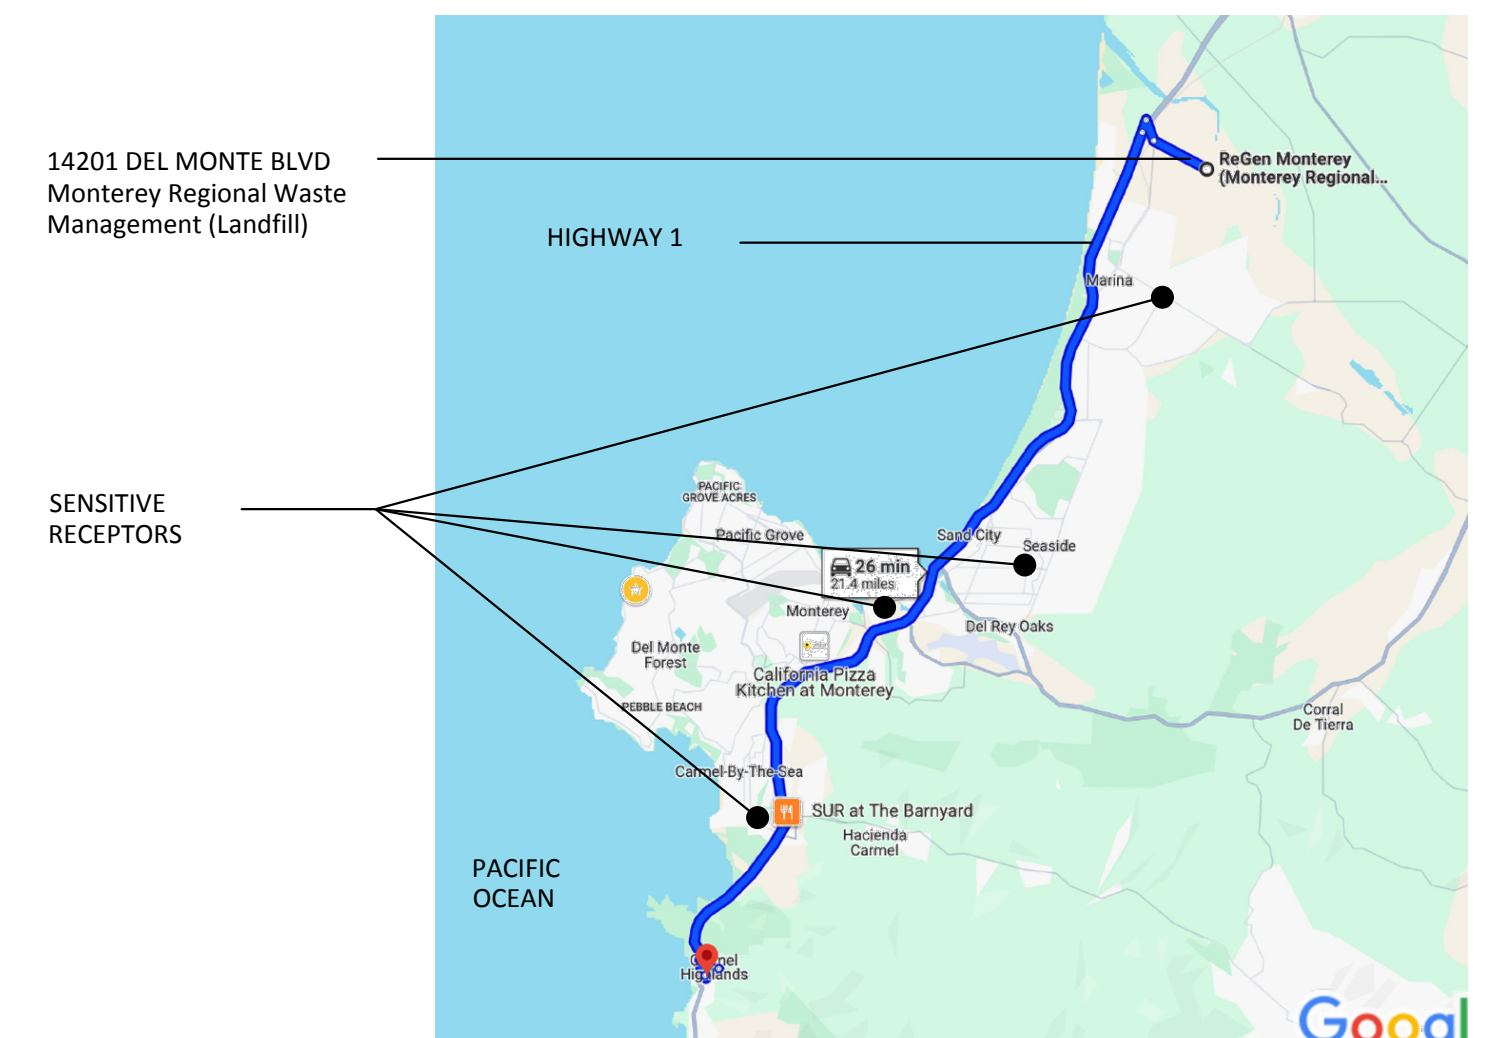 14201 DEL MONTE BLVD
Monterey Regional Waste
Management (Landfill)
HIGHWAY 1
SENSITIVE
RECEPTORS
PACIFIC
OCEAN
ReGen Monterey
(Monterey Regional...
Marina
PACIFIC
GROVE ACRES
Pacific Grove
Sand City
Seaside
26 min
21.4 miles
Monterey
Del Rey Oaks
Del Monte
Forest
California Pizza
Kitchen at Monterey
PEBBLE BEACH
Corral
De Tierra
Carmel-By-The-Sea
SUR at The Barnyard
Hacienda
Carmel
Carmel
Highlands
Googl